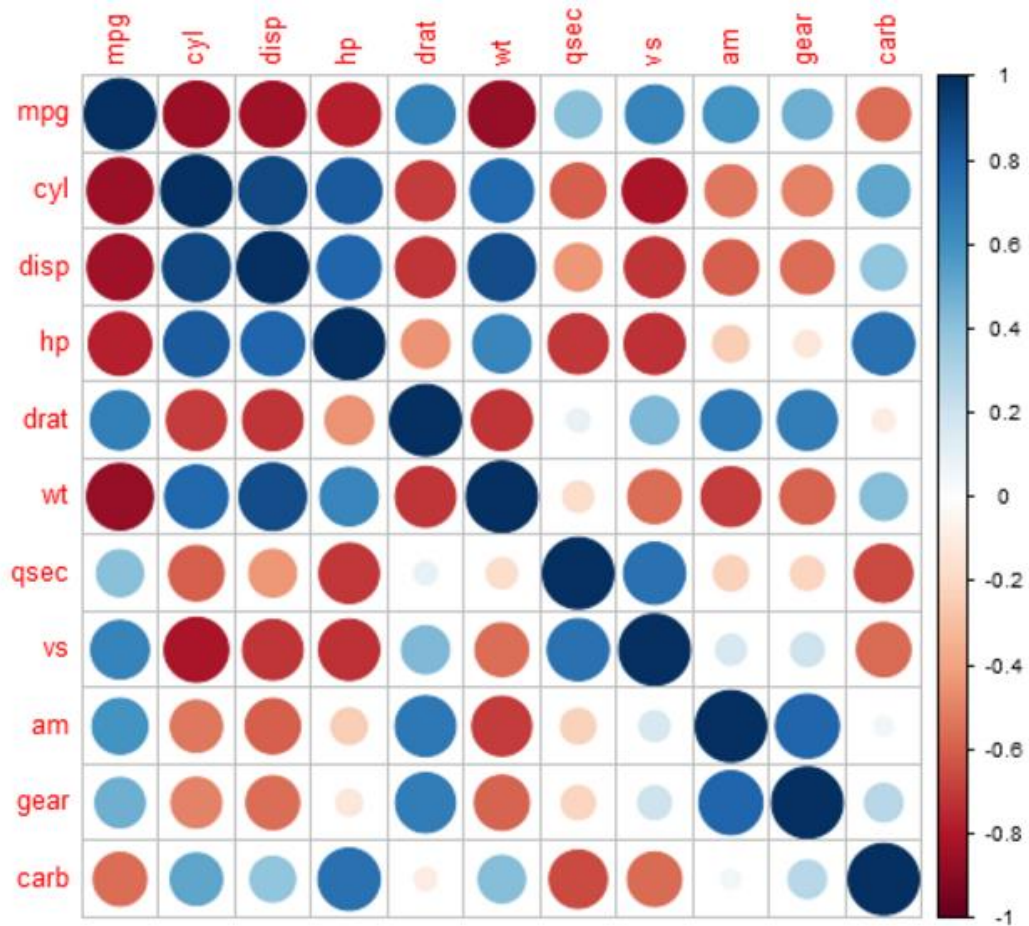 mpg cyl disp hp drat wt qsec vs am gear carb
mpg
cyl
disp
hp
drat
wt
qsec
vs
am
gear
carb
1
0.8
0.6
0.4
0.2
0
-0.2
-0.4
-0.6
-0.8
-1